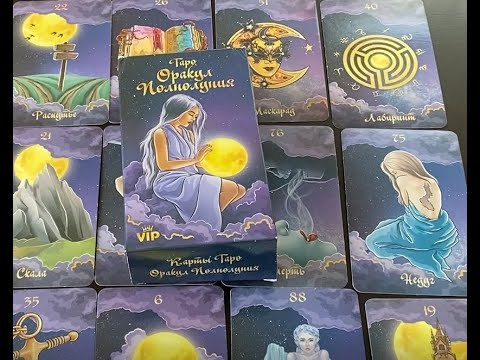 22
26
51
40
Распутье
Маскарад
Лабиринт
Таро
Оракул
Полнолуния
21
76
75
VIP
Карты Таро
Оракул Полнолуния
Скала
Недуг
35
6
88
19